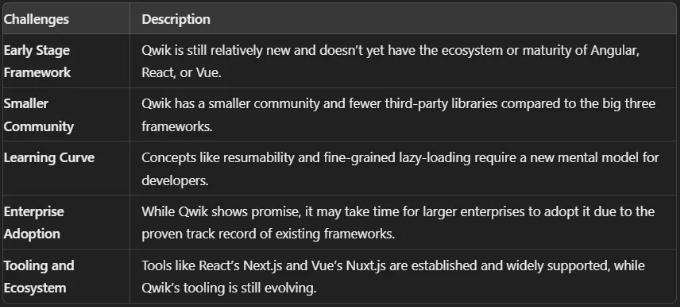 Challenges Description
Early Stage Framework Qwik is still relatively new and doesn't yet have the ecosystem or maturity of Angular,
React, or Vue.
Smaller Community Qwik has a smaller community and fewer third-party libraries compared to the big three
frameworks.
Learning Curve Concepts like resumability and fine-grained lazy-loading require a new mental model for
developers.
Enterprise Adoption While Qwik shows promise, it may take time for larger enterprises to adopt it due to the
proven track record of existing frameworks.
Tooling and Ecosystem Tools like React's Next.js and Vue's Nuxt.js are established and widely supported, while
Qwik's tooling is still evolving.